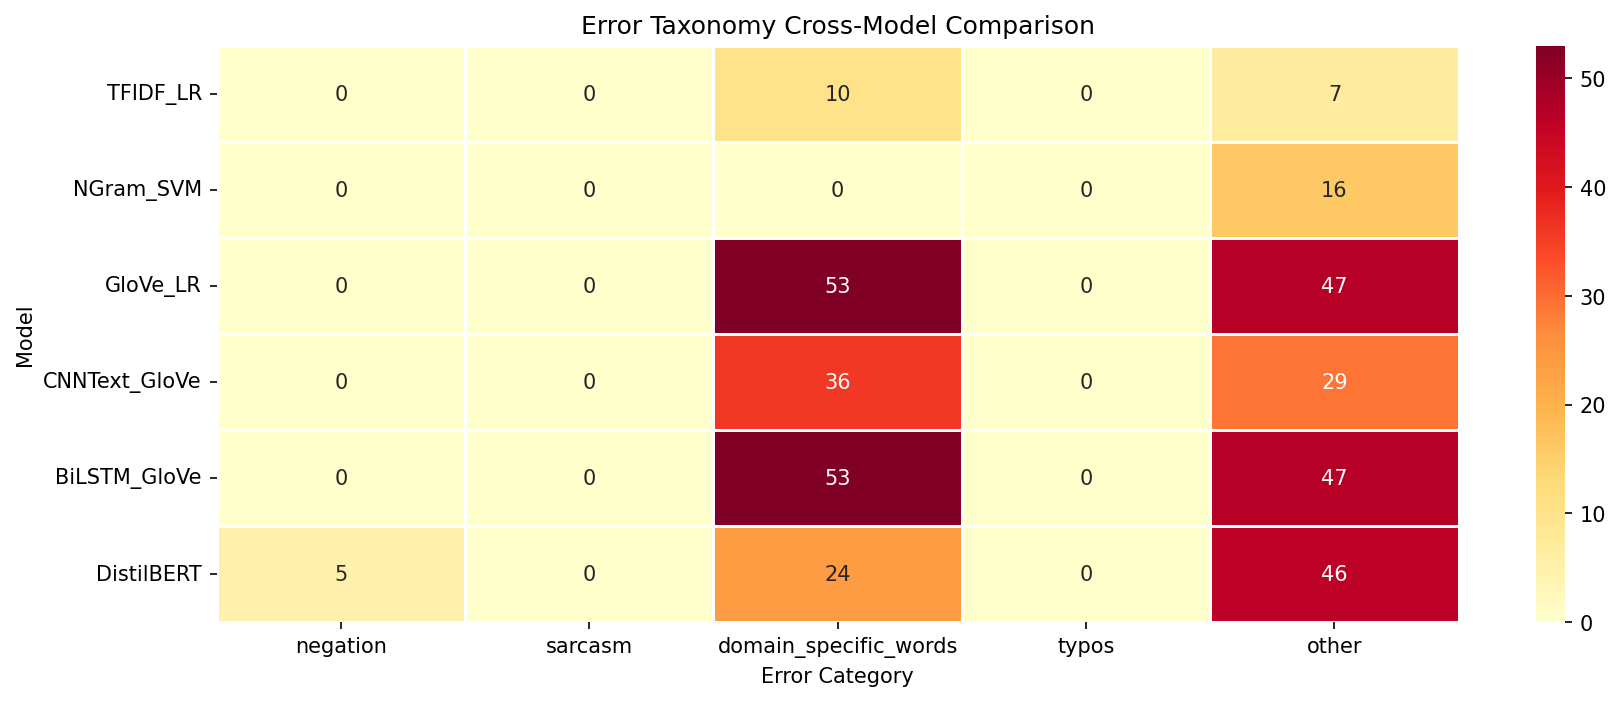 Error Taxonomy Cross-Model Comparison
Model
TFIDF_LR 0 0 10 0 7
NGram_SVM 0 0 0 0 16
GloVe_LR 0 0 53 0 47
CNNText_GloVe 0 0 36 0 29
BiLSTM_GloVe 0 0 53 0 47
DistilBERT 5 0 24 0 46
negation sarcasm domain_specific_words typos other
Error Category
50
40
30
20
10
0